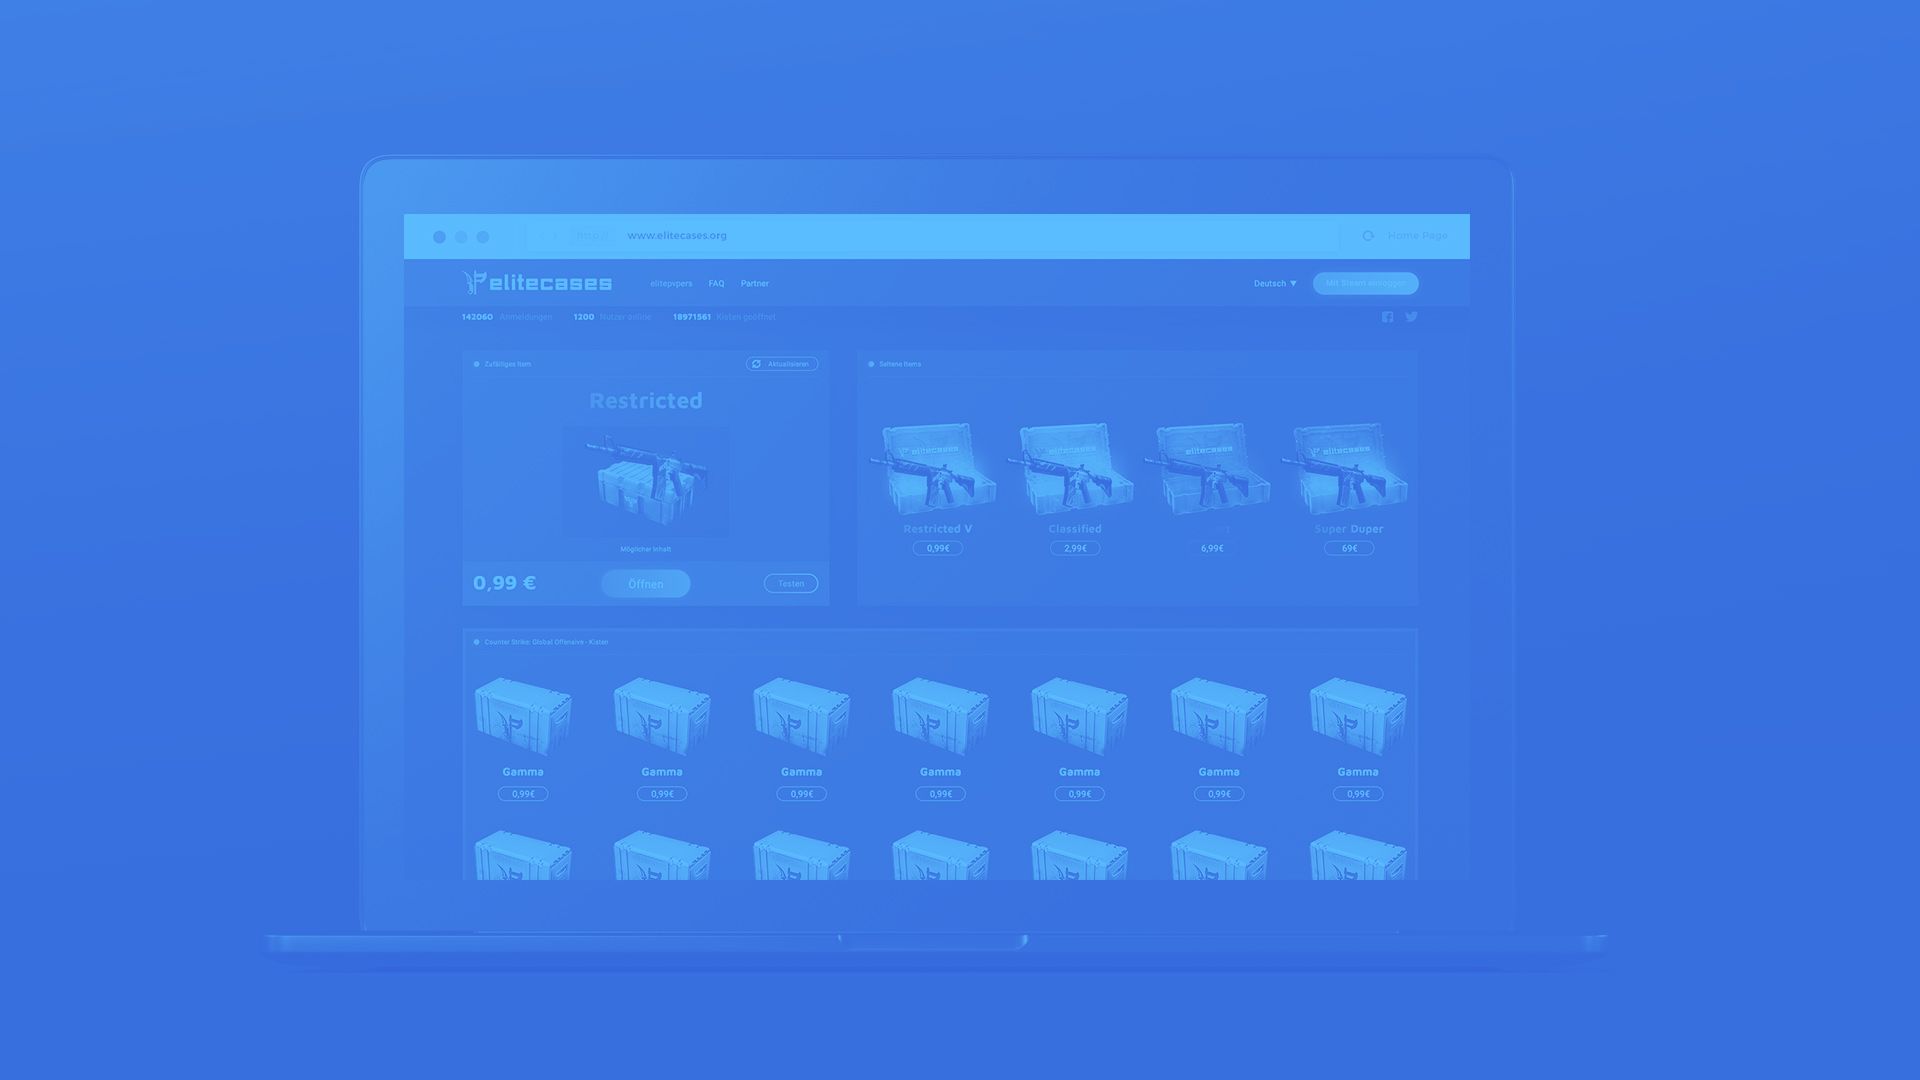 http:// www.elitecases.org Home Page
elitecases elitepvpers FAQ Partner Deutsch ▼ Mit Steam einloggen
142060 Anmeldungen 1200 Nutzer online 18971561 Kisten geöffnet
Zufälliges Item Aktualisieren
Restricted
Möglicher Inhalt
0,99 € Öffnen Testen
Seltene Items
elitecases elitecases elitecases elitecases
Restricted V Classified Super Duper
0,99€ 2,99€ 6,99€ 69€
Counter Strike: Global Offensive - Kisten
Gamma Gamma Gamma Gamma Gamma Gamma Gamma
0,99€ 0,99€ 0,99€ 0,99€ 0,99€ 0,99€ 0,99€